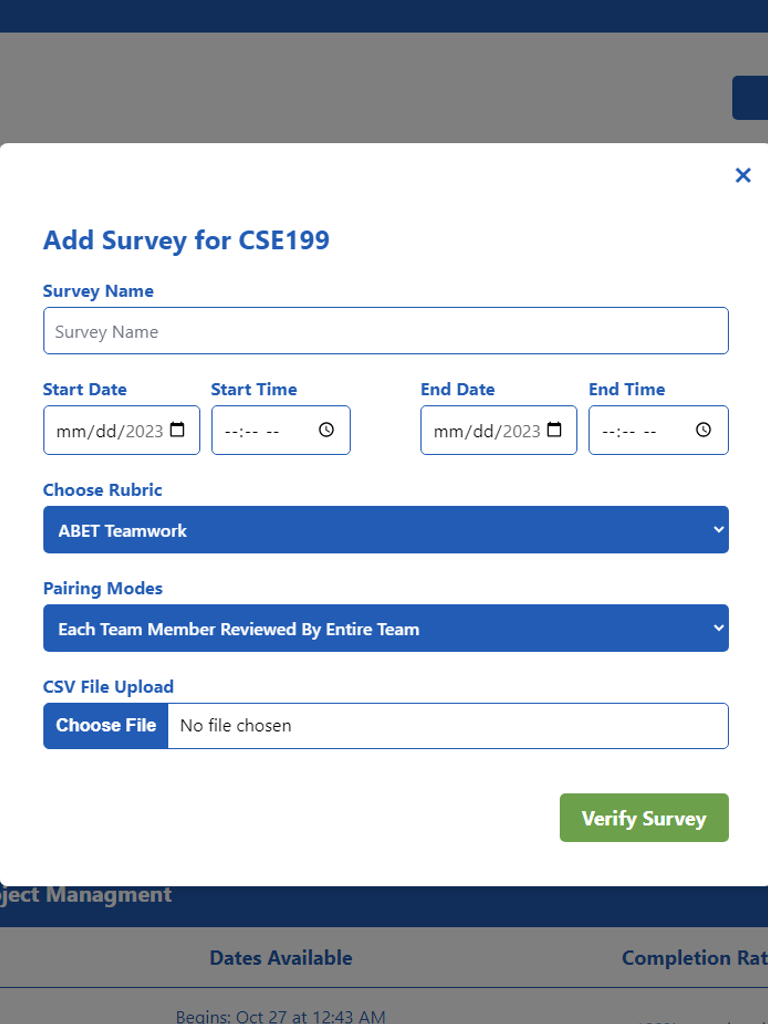 Add Survey for CSE199
Survey Name
Survey Name
Start Date Start Time End Date End Time
mm/dd/2023 --:-- -- mm/dd/2023 --:-- --
Choose Rubric
ABET Teamwork
Pairing Modes
Each Team Member Reviewed By Entire Team
CSV File Upload
Choose File No file chosen
Verify Survey
ject Managment
Dates Available Completion Rat
Begins: Oct 27 at 12:43 AM